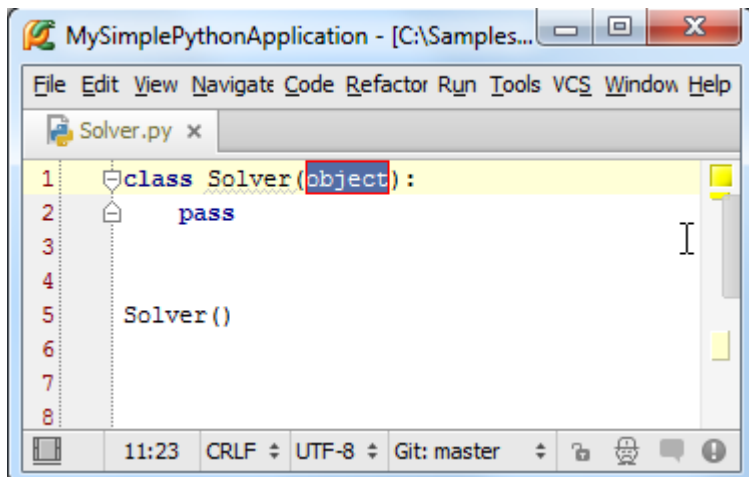 MySimplePythonApplication - [C:\Samples...
File Edit View Navigate Code Refactor Run Tools VCS Window Help
Solver.py
1 class Solver(object):
2     pass
3
4
5 Solver()
6
7
8
11:23 CRLF UTF-8 Git: master